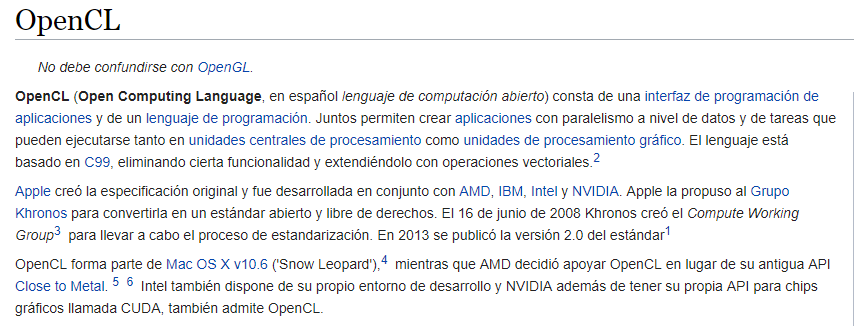 OpenCL
No debe confundirse con OpenGL.
OpenCL (Open Computing Language, en español lenguaje de computación abierto) consta de una interfaz de programación de
aplicaciones y de un lenguaje de programación. Juntos permiten crear aplicaciones con paralelismo a nivel de datos y de tareas que
pueden ejecutarse tanto en unidades centrales de procesamiento como unidades de procesamiento gráfico. El lenguaje está
basado en C99, eliminando cierta funcionalidad y extendiéndolo con operaciones vectoriales.2
Apple creó la especificación original y fue desarrollada en conjunto con AMD, IBM, Intel y NVIDIA. Apple la propuso al Grupo
Khronos para convertirla en un estándar abierto y libre de derechos. El 16 de junio de 2008 Khronos creó el Compute Working
Group3 para llevar a cabo el proceso de estandarización. En 2013 se publicó la versión 2.0 del estándar1
OpenCL forma parte de Mac OS X v10.6 ('Snow Leopard'),4 mientras que AMD decidió apoyar OpenCL en lugar de su antigua API
Close to Metal. 5 6 Intel también dispone de su propio entorno de desarrollo y NVIDIA además de tener su propia API para chips
gráficos llamada CUDA, también admite OpenCL.